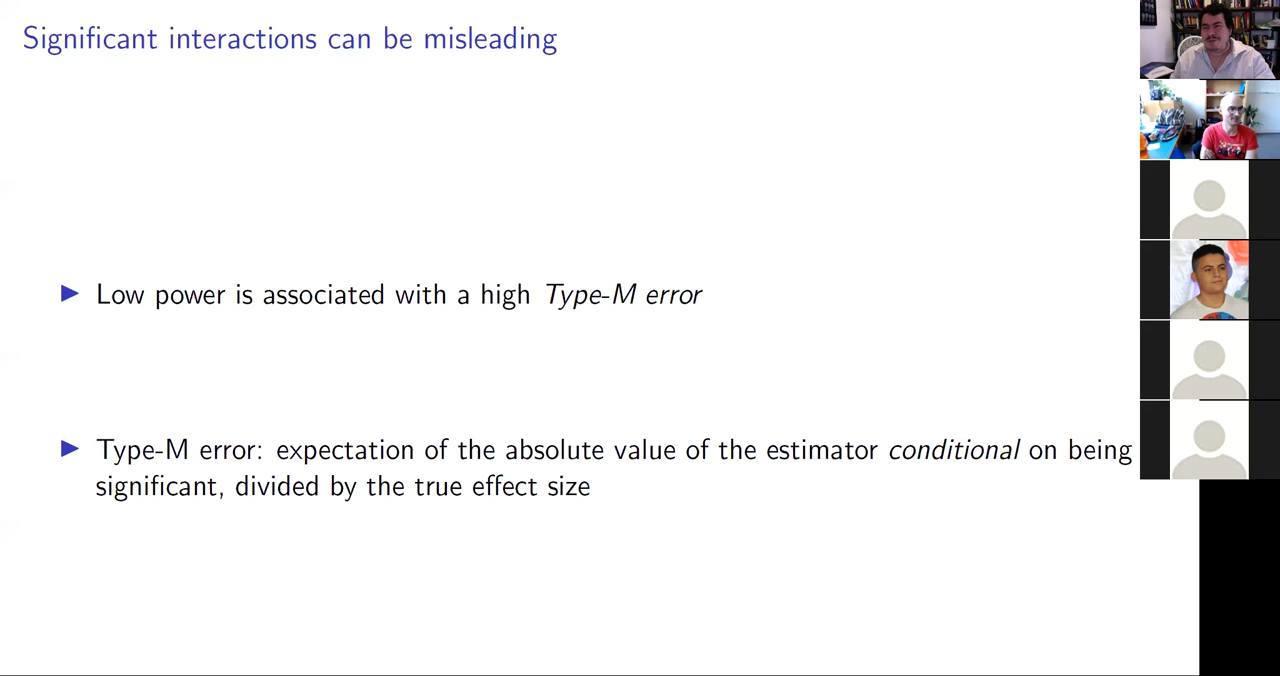 Significant interactions can be misleading
Low power is associated with a high Type-M error
Type-M error: expectation of the absolute value of the estimator conditional on being
significant, divided by the true effect size